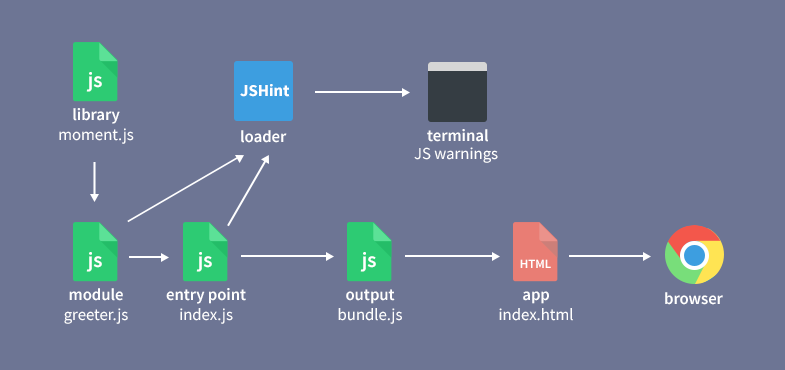 js
library
moment.js
JSHint
loader
terminal
JS warnings
js
module
greeter.js
js
entry point
index.js
js
output
bundle.js
HTML
app
index.html
browser